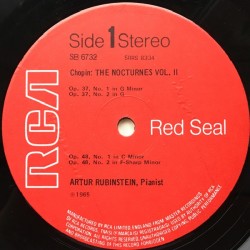 Side 1 Stereo
SB 6732
Chopin: THE NOCTURNES VOL. II
Op. 37, No. 1 in G Minor
Op. 37, No. 2 in G
RCA
Red Seal
Op. 48, No. 1 in C Minor
Op. 48, No. 2 in F-Sharp Minor
ARTUR RUBINSTEIN, Pianist